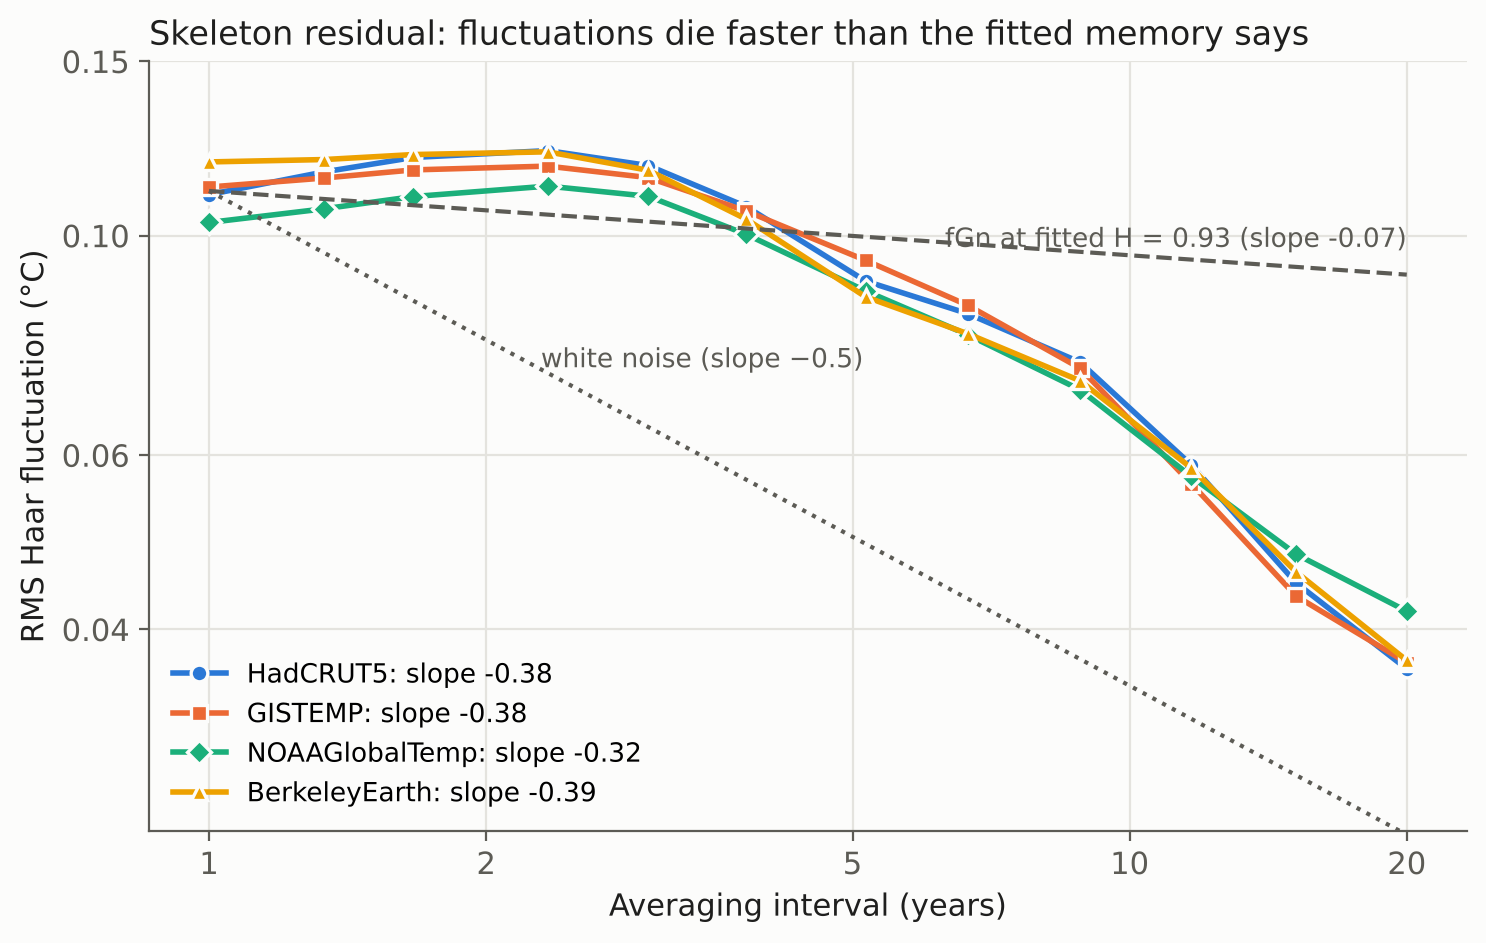 Skeleton residual: fluctuations die faster than the fitted memory says
0.15
0.10
0.06
0.04
RMS Haar fluctuation (°C)
fGn at fitted H = 0.93 (slope -0.07)
white noise (slope −0.5)
HadCRUT5: slope -0.38
GISTEMP: slope -0.38
NOAAGlobalTemp: slope -0.32
BerkeleyEarth: slope -0.39
1 2 5 10 20
Averaging interval (years)